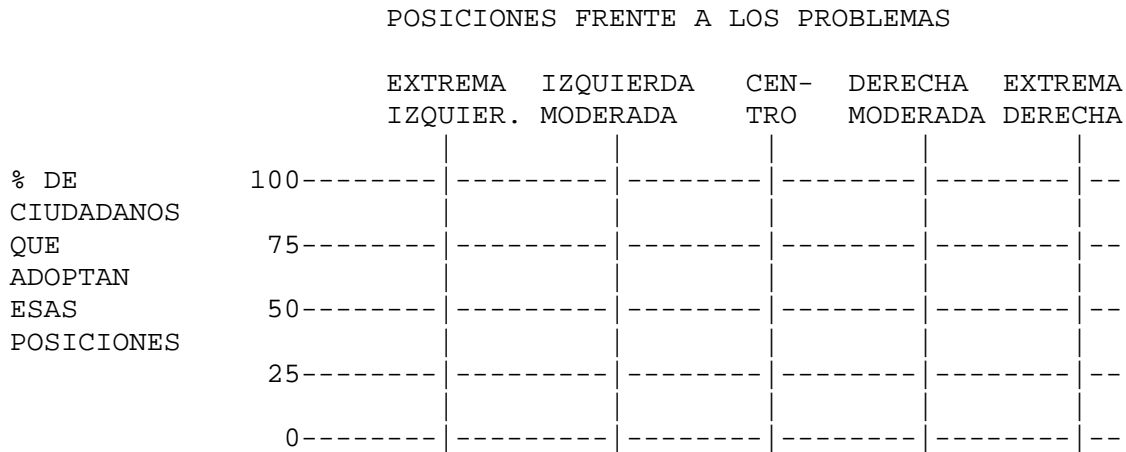 POSICIONES FRENTE A LOS PROBLEMAS
EXTREMA IZQUIERDA CEN- DERECHA EXTREMA
IZQUIER. MODERADA TRO MODERADA DERECHA
% DE 100
CIUDADANOS
QUE 75
ADOPTAN
ESAS 50
POSICIONES
25
0